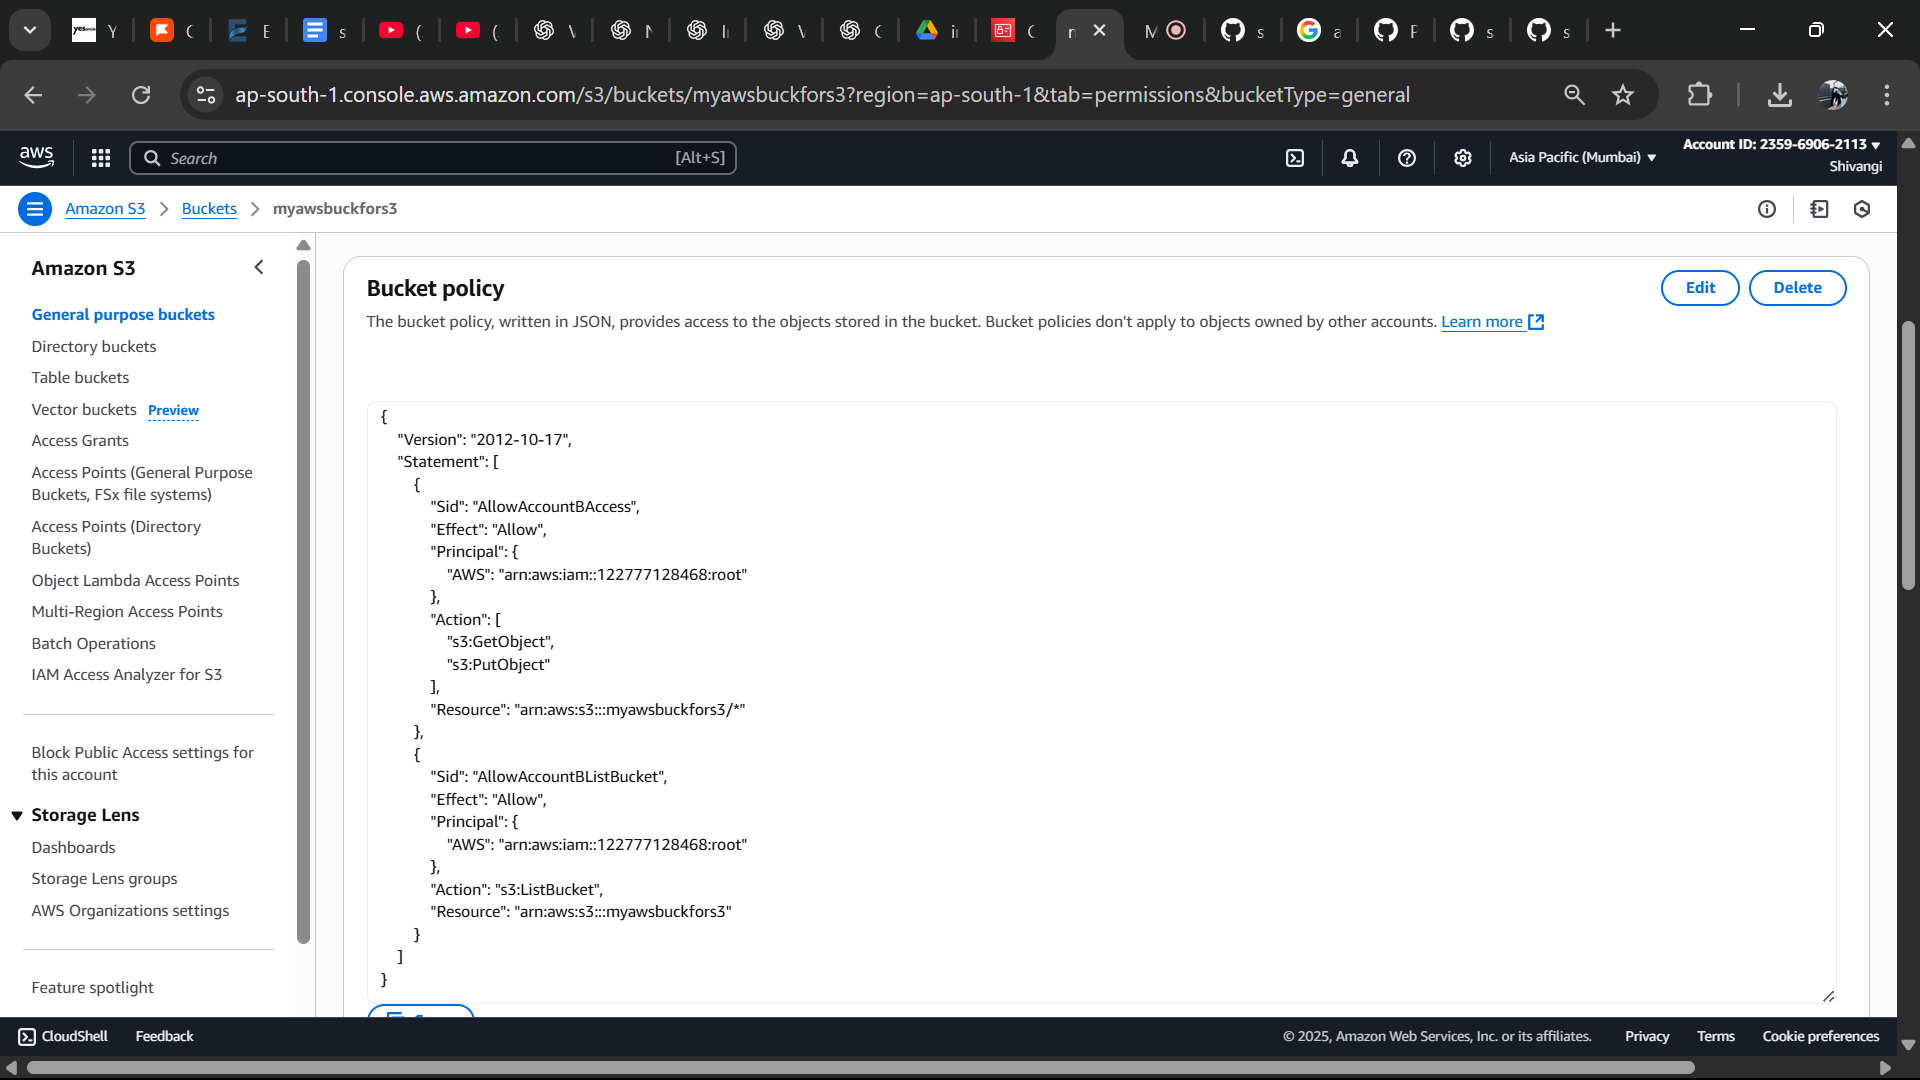 ap-south-1.console.aws.amazon.com/s3/buckets/myawsbuckfors3?region=ap-south-1&tab=permissions&bucketType=general
aws
Search
[Alt+S]
Asia Pacific (Mumbai)
Account ID: 2359-6906-2113
Shivangi
Amazon S3
Buckets
myawsbuckfors3
Amazon S3
General purpose buckets
Directory buckets
Table buckets
Vector buckets Preview
Access Grants
Access Points (General Purpose
Buckets, FSx file systems)
Access Points (Directory
Buckets)
Object Lambda Access Points
Multi-Region Access Points
Batch Operations
IAM Access Analyzer for S3
Block Public Access settings for
this account
Storage Lens
Dashboards
Storage Lens groups
AWS Organizations settings
Feature spotlight
Bucket policy
Edit
Delete
The bucket policy, written in JSON, provides access to the objects stored in the bucket. Bucket policies don't apply to objects owned by other accounts. Learn more
{
"Version": "2012-10-17",
"Statement": [
{
"Sid": "AllowAccountBAccess",
"Effect": "Allow",
"Principal": {
"AWS": "arn:aws:iam::122777128468:root"
},
"Action": [
"s3:GetObject",
"s3:PutObject"
],
"Resource": "arn:aws:s3:::myawsbuckfors3/*"
},
{
"Sid": "AllowAccountBListBucket",
"Effect": "Allow",
"Principal": {
"AWS": "arn:aws:iam::122777128468:root"
},
"Action": "s3:ListBucket",
"Resource": "arn:aws:s3:::myawsbuckfors3"
}
]
}
CloudShell
Feedback
© 2025, Amazon Web Services, Inc. or its affiliates.
Privacy
Terms
Cookie preferences